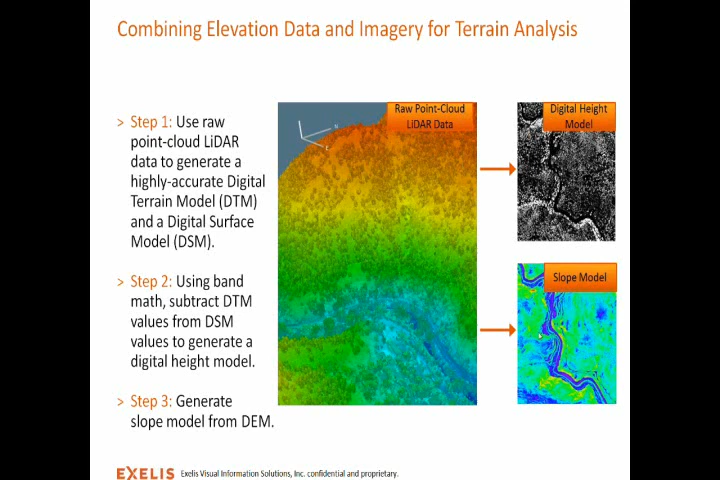 Combining Elevation Data and Imagery for Terrain Analysis
> Step 1: Use raw
point-cloud LiDAR
data to generate a
highly-accurate Digital
Terrain Model (DTM)
and a Digital Surface
Model (DSM).
> Step 2: Using band
math, subtract DTM
values from DSM
values to generate a
digital height model.
> Step 3: Generate
slope model from DEM.
Raw Point-Cloud
LiDAR Data
Digital Height
Model
Slope Model
EXELIS Exelis Visual Information Solutions, Inc. confidential and proprietary.